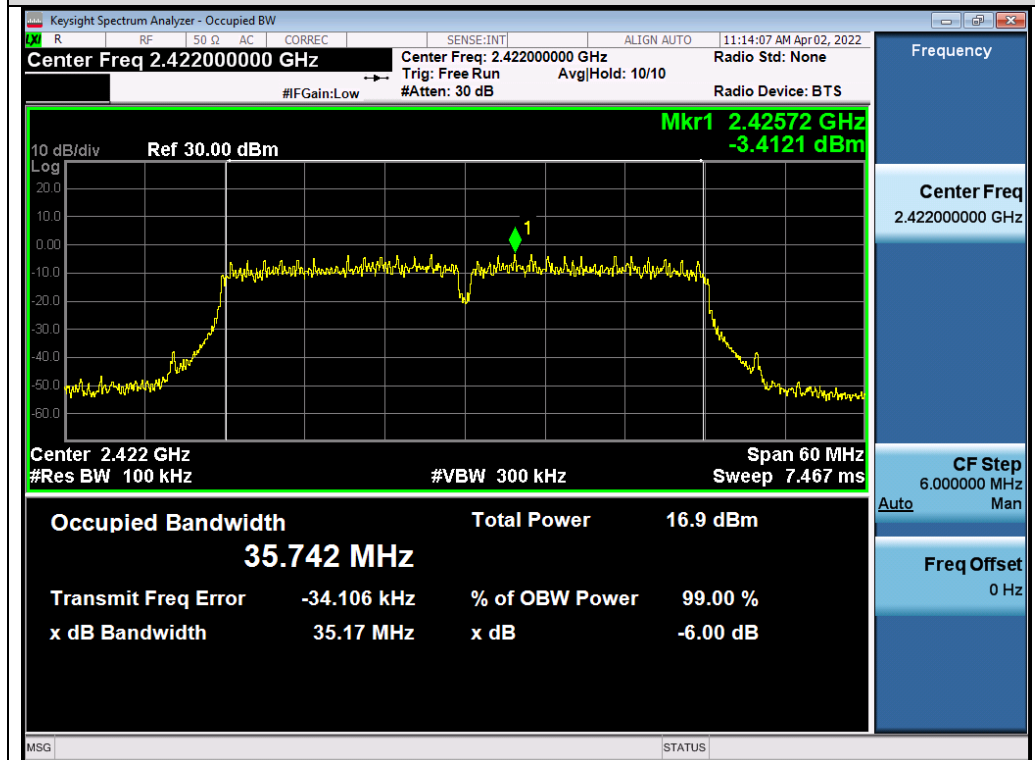 Keysight Spectrum Analyzer - Occupied BW
LXI R RF 50 Ω AC CORREC SENSE:INT ALIGN AUTO 11:14:07 AM Apr 02, 2022
Center Freq 2.422000000 GHz
Center Freq: 2.422000000 GHz Radio Std: None
Trig: Free Run Avg|Hold: 10/10
#IFGain:Low #Atten: 30 dB Radio Device: BTS
Mkr1 2.42572 GHz
-3.4121 dBm
10 dB/div Ref 30.00 dBm
Log
20.0
10.0
0.00
-10.0
-20.0
-30.0
-40.0
-50.0
-60.0
1
Center 2.422 GHz Span 60 MHz
#Res BW 100 kHz #VBW 300 kHz Sweep 7.467 ms
Occupied Bandwidth Total Power 16.9 dBm
35.742 MHz
Transmit Freq Error -34.106 kHz % of OBW Power 99.00 %
x dB Bandwidth 35.17 MHz x dB -6.00 dB
Frequency
Center Freq
2.422000000 GHz
CF Step
6.000000 MHz
Auto Man
Freq Offset
0 Hz
MSG STATUS